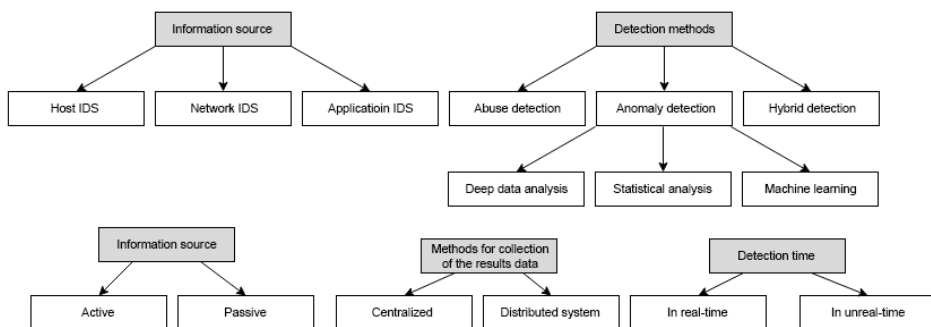 Information source
Detection methods
Host IDS
Network IDS
Applicatioin IDS
Abuse detection
Anomaly detection
Hybrid detection
Deep data analysis
Statistical analysis
Machine learning
Information source
Methods for collection
of the results data
Detection time
Active
Passive
Centralized
Distributed system
In real-time
In unreal-time